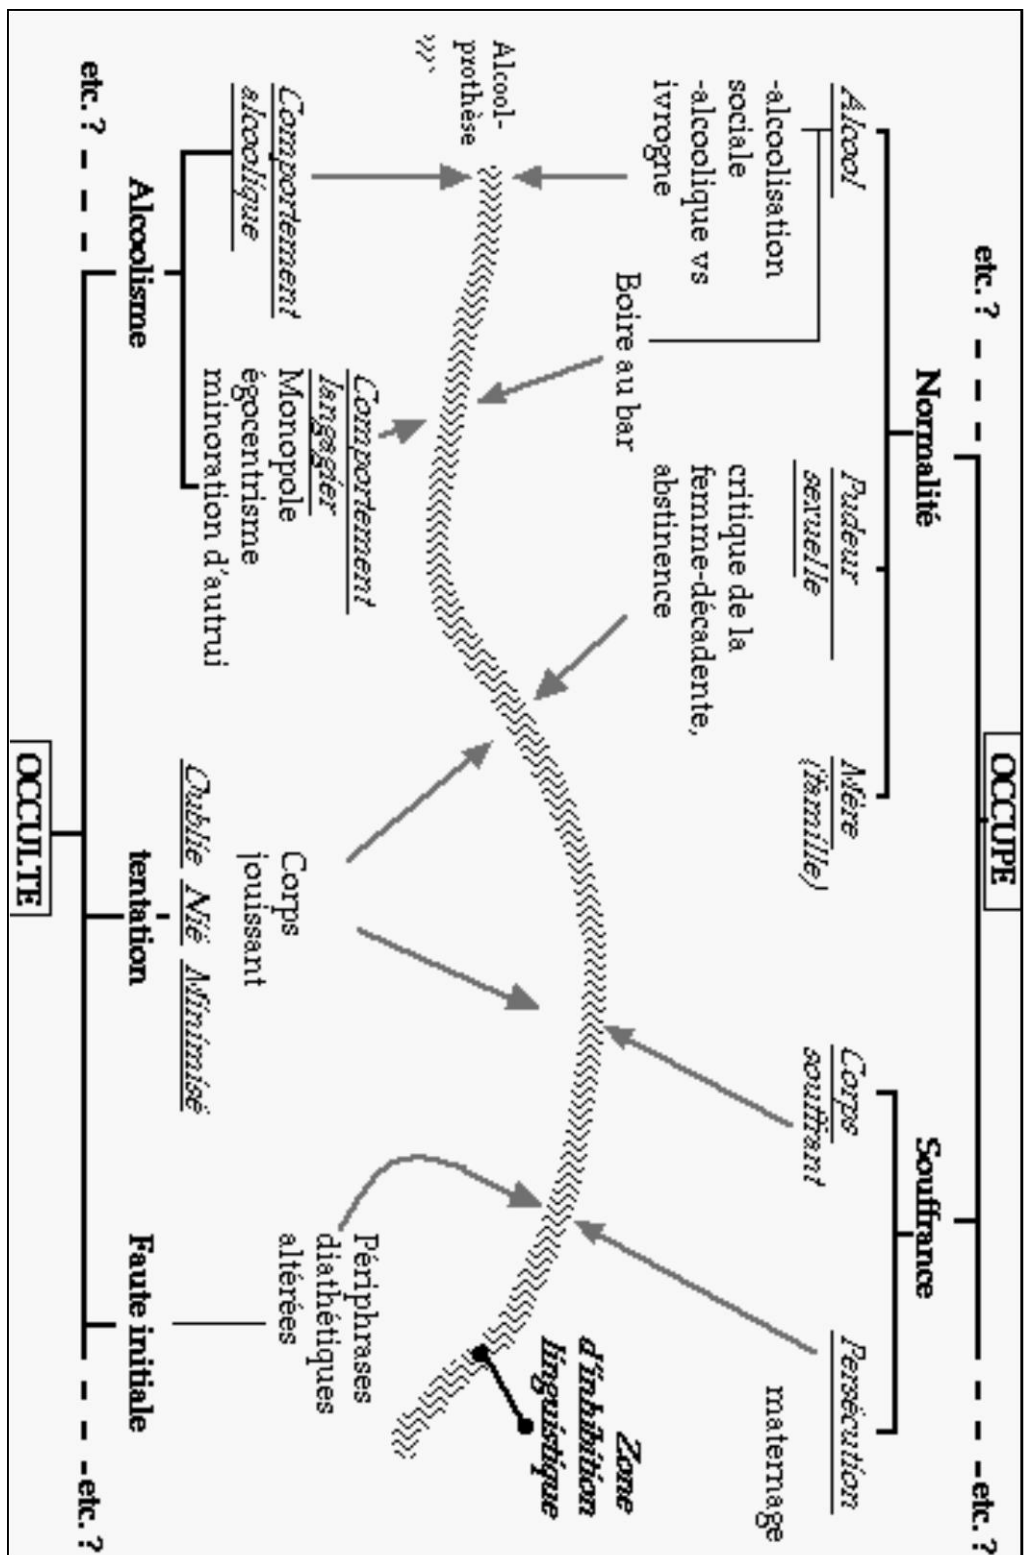 OCCUPE
etc. ?
etc. ?
Normalité
Souffrance
Alcool
-alcoolisation
sociale
-alcoolique vs
ivrogne
Boire au bar
Pudeur
sexuelle
critique de la
femme-décadente,
abstinence
Mère
(famille)
Corps
souffrant
Persécution
maternage
Alcool-
prothèse
Zone
d'inhibition
linguistique
Comportement
alcoolique
Comportement
langagier
Monopole
égocentrisme
minoration d'autrui
Corps
jouissant
Oublie Nié Minimisé
Périphrases
diathétiques
altérées
Alcoolisme
tentation
Faute initiale
etc. ?
etc. ?
OCCULTE